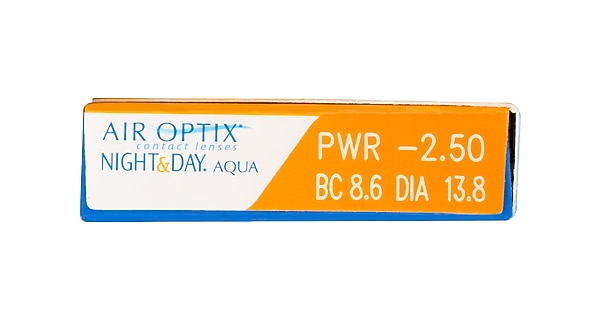 AIR OPTIX
contact lenses
NIGHT&DAY. AQUA
PWR -2.50
BC 8.6 DIA 13.8